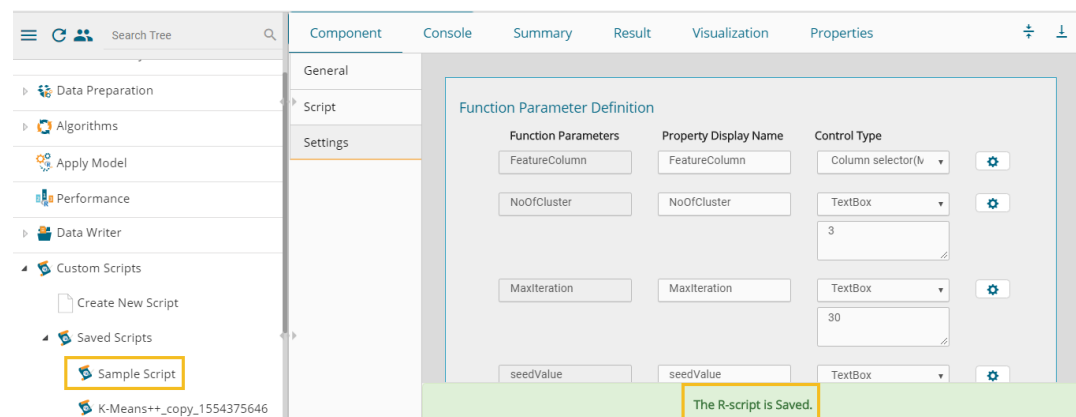 Search Tree
Component Console Summary Result Visualization Properties
Data Preparation
Algorithms
Apply Model
Performance
Data Writer
Custom Scripts
Create New Script
Saved Scripts
Sample Script
K-Means++_copy_1554375646
General
Script
Settings
Function Parameter Definition
Function Parameters Property Display Name Control Type
FeatureColumn FeatureColumn Column selector(M
NoOfCluster NoOfCluster TextBox
3
MaxIteration MaxIteration TextBox
30
seedValue seedValue TextBox
The R-script is Saved.